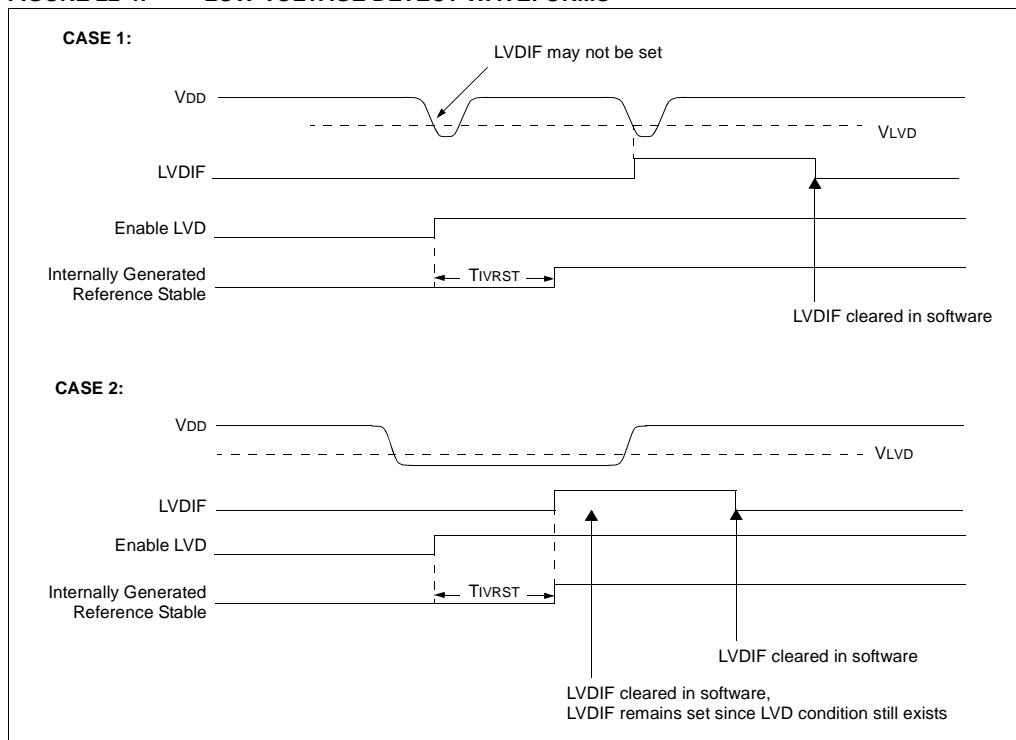 CASE 1:
LVDIF may not be set
VDD
VLVD
LVDIF
Enable LVD
TIVRST
Internally Generated
Reference Stable
LVDIF cleared in software
CASE 2:
VDD
VLVD
LVDIF
Enable LVD
TIVRST
Internally Generated
Reference Stable
LVDIF cleared in software
LVDIF cleared in software,
LVDIF remains set since LVD condition still exists